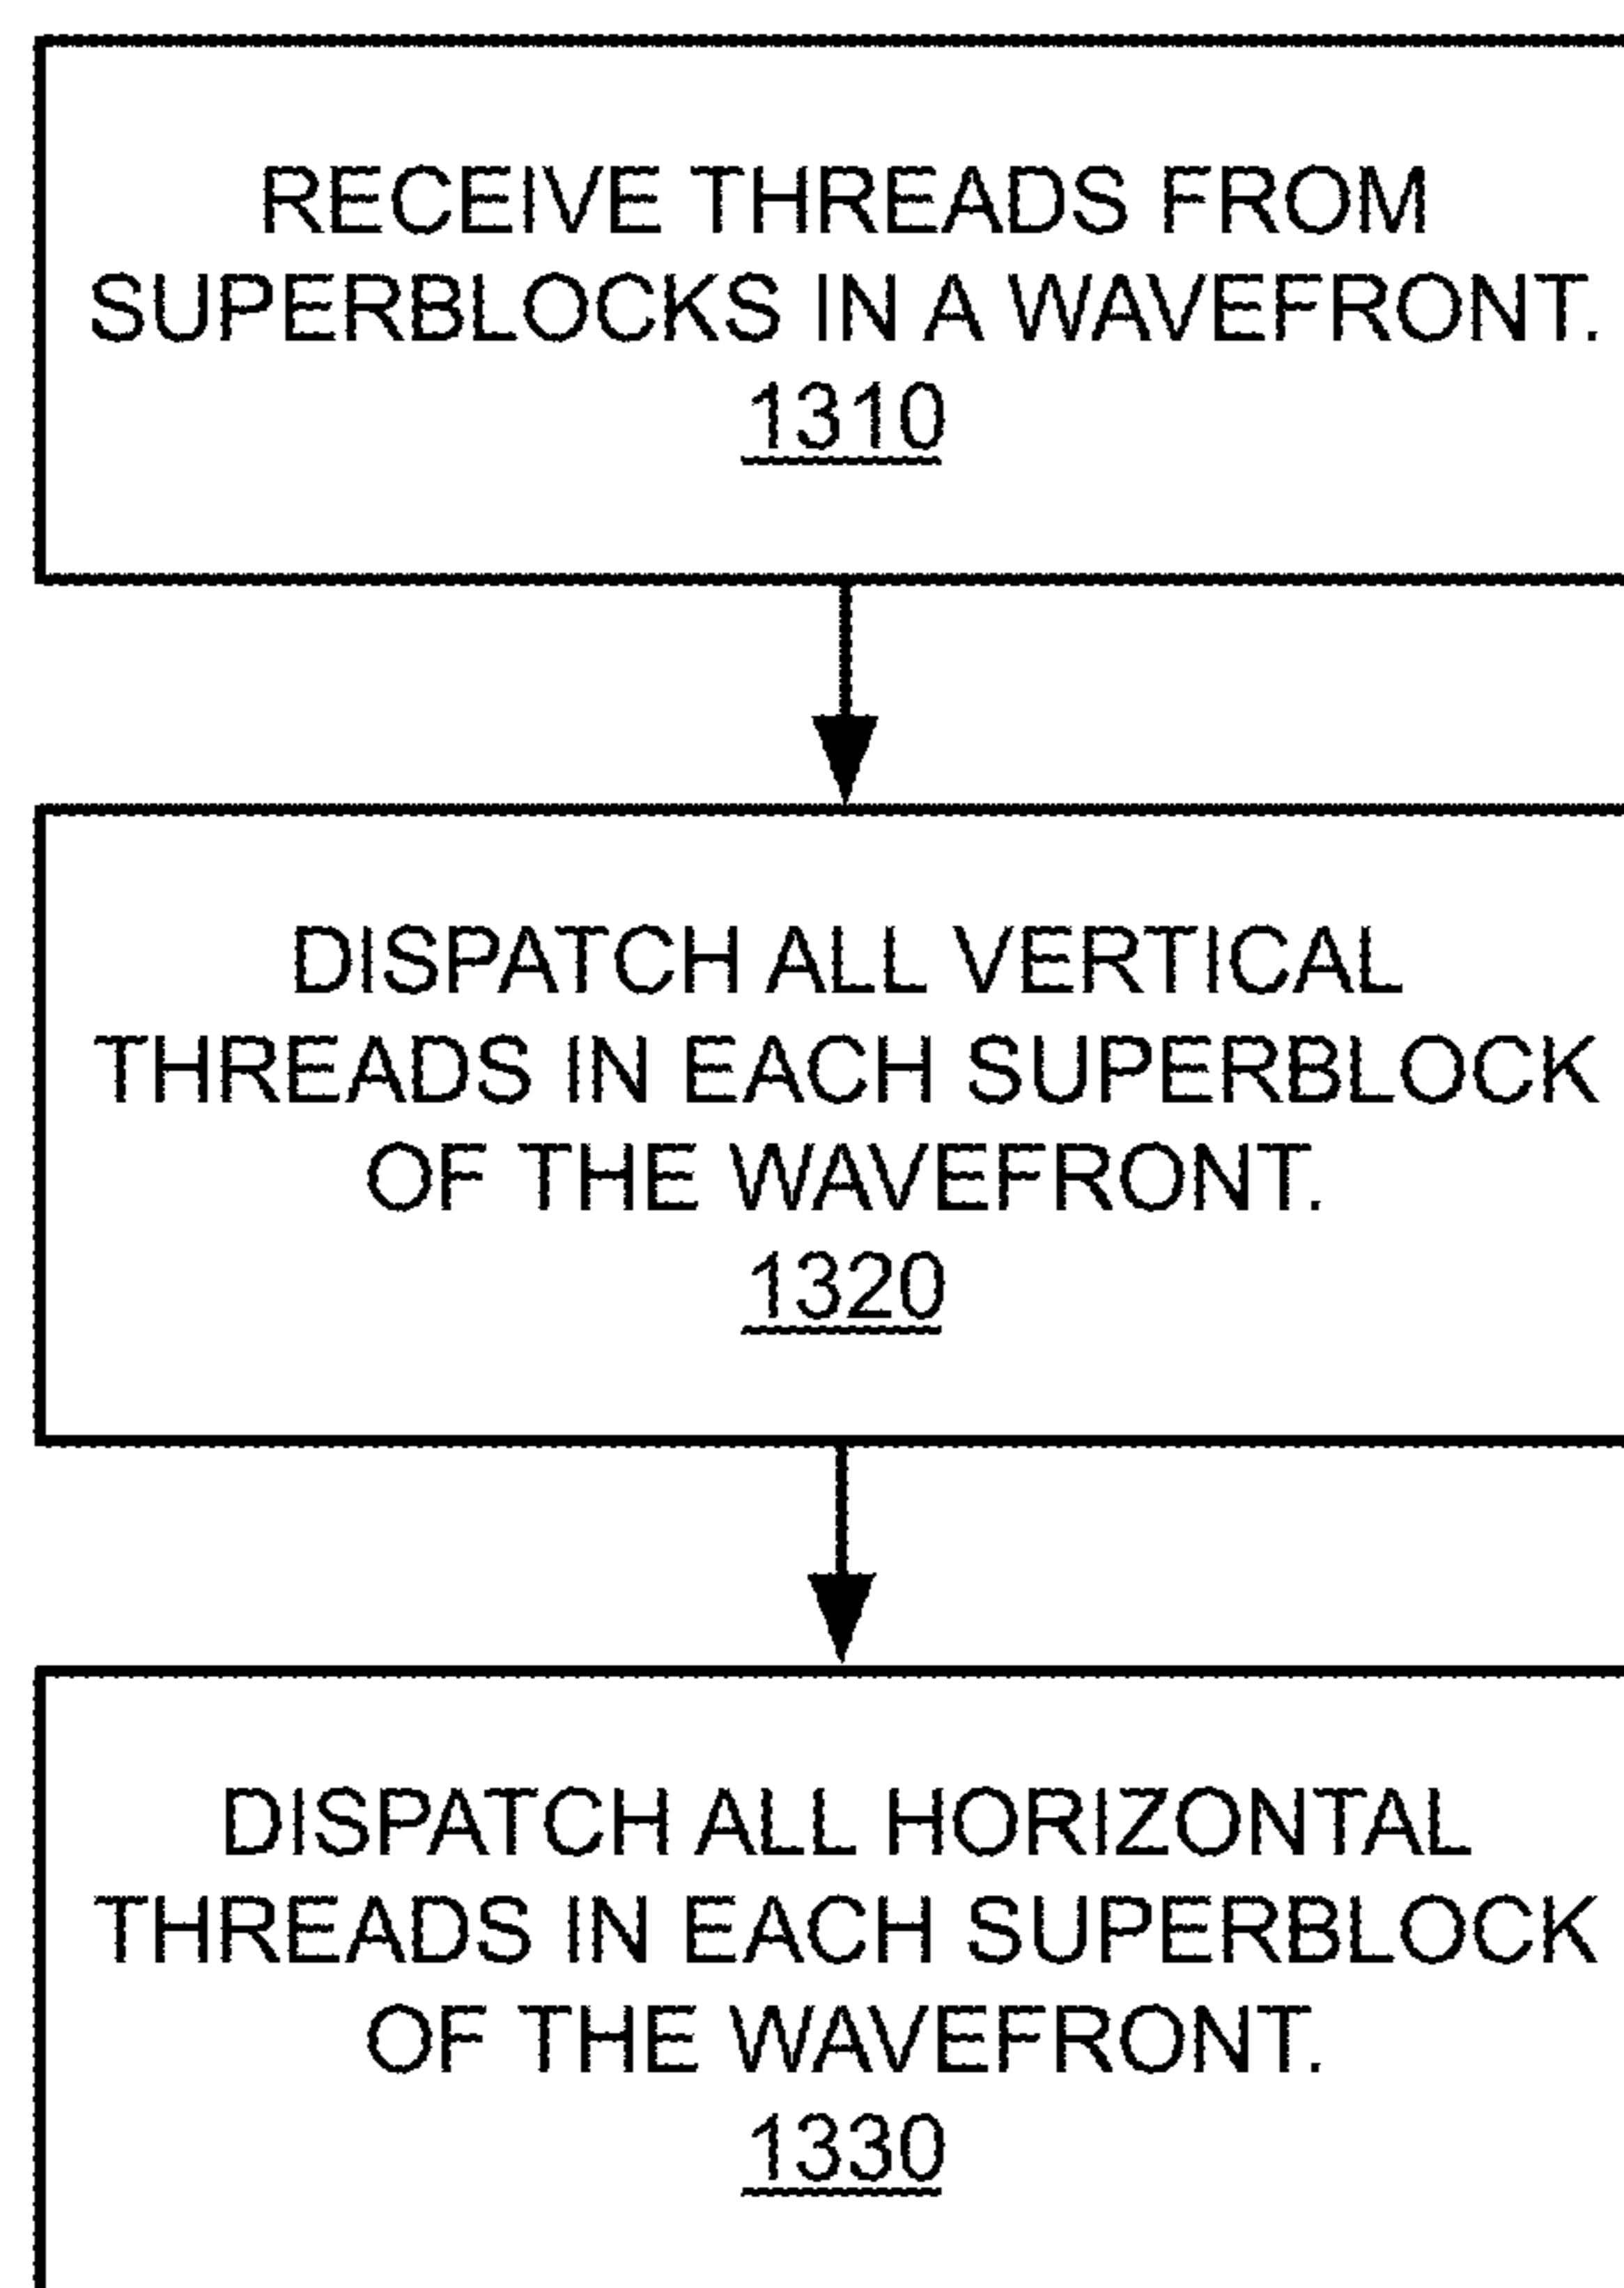 RECEIVE THREADS FROM
SUPERBLOCKS IN A WAVEFRONT.
1310
DISPATCH ALL VERTICAL
THREADS IN EACH SUPERBLOCK
OF THE WAVEFRONT.
1320
DISPATCH ALL HORIZONTAL
THREADS IN EACH SUPERBLOCK
OF THE WAVEFRONT.
1330